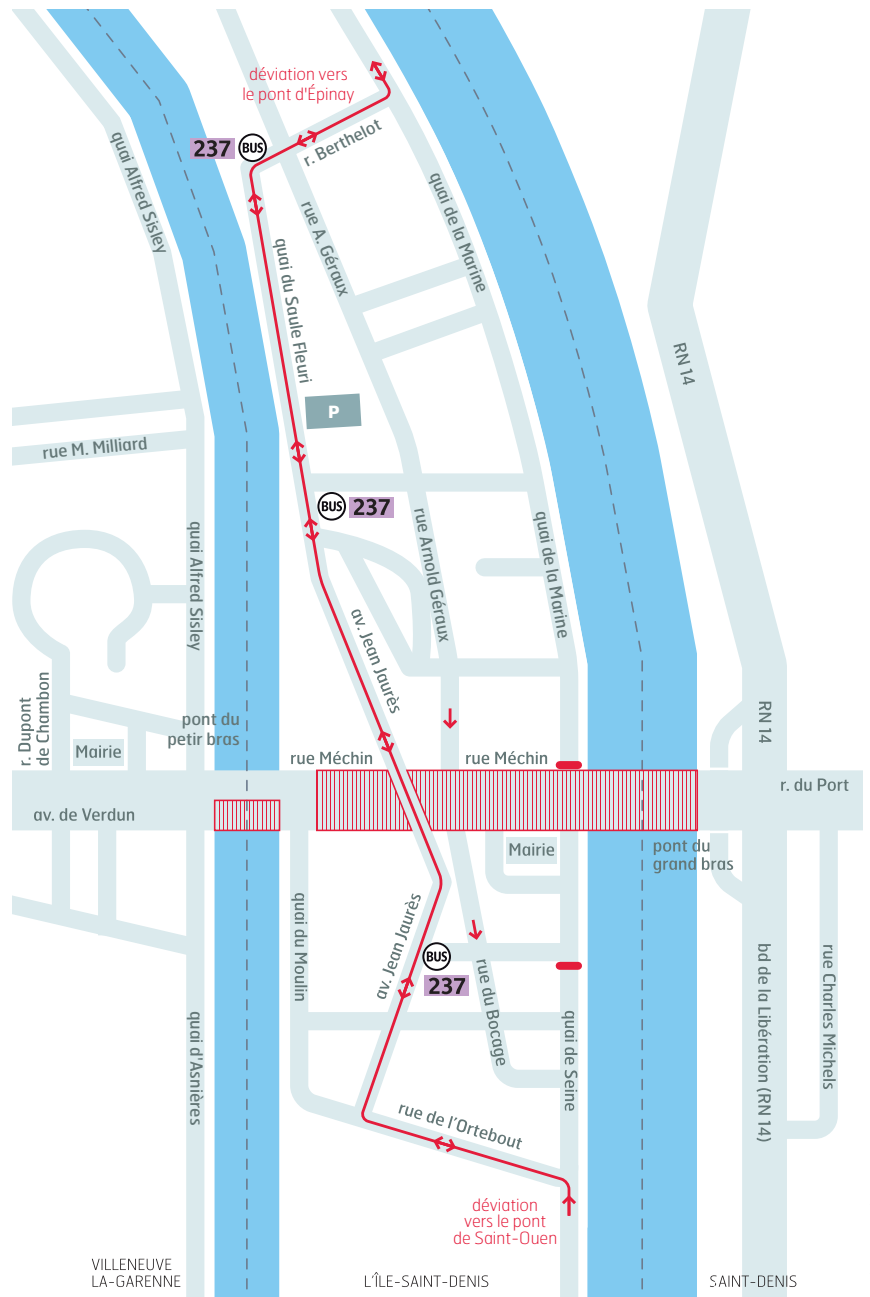 déviation vers
le pont d'Épinay
237
BUS
r. Berthelot
quai Alfred Sisley
rue A. Géraux
quai de la Marine
quai du Saule Fleuri
RN 14
P
rue M. Milliard
BUS
237
quai Alfred Sisley
rue Arnold Géraux
quai de la Marine
av. Jean Jaurès
r. Dupont
de Chambon
pont du
petir bras
Mairie
RN 14
rue Méchin
rue Méchin
r. du Port
av. de Verdun
Mairie
pont du
grand bras
quai du Moulin
av. Jean Jaurès
BUS
237
rue du Bocage
bd de la Libération (RN 14)
rue Charles Michels
quai d'Asnières
quai de Seine
rue de l'Ortebout
déviation
vers le pont
de Saint-Ouen
VILLENEUVE
LA-GARENNE
L'ÎLE-SAINT-DENIS
SAINT-DENIS